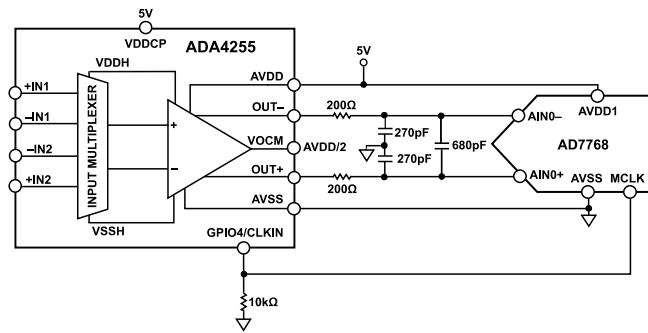 5V
VDDCP
ADA4255
VDDH
AVDD
5V
+IN1
–IN1
–IN2
+IN2
INPUT MULTIPLEXER
+
–
OUT–
200Ω
AVDD1
AIN0–
VOCM
AVDD/2
270pF
270pF
680pF
AD7768
OUT+
200Ω
AIN0+
AVSS
AVSS
MCLK
VSSH
GPIO4/CLKIN
10kΩ